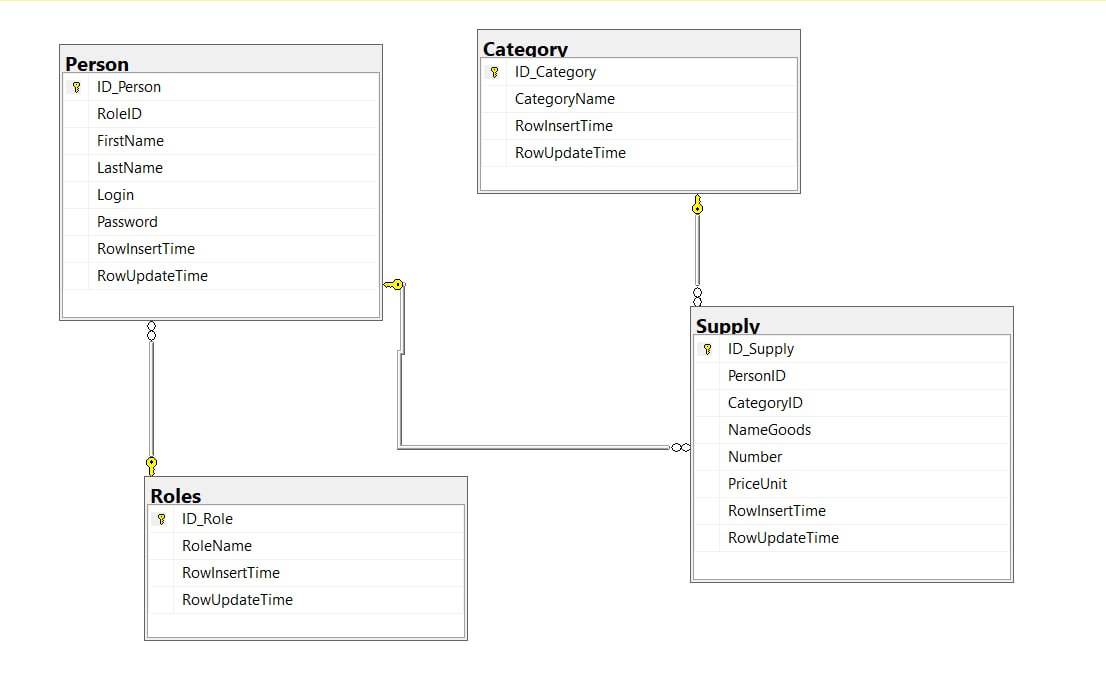 Person
ID_Person
RoleID
FirstName
LastName
Login
Password
RowInsertTime
RowUpdateTime
Category
ID_Category
CategoryName
RowInsertTime
RowUpdateTime
Supply
ID_Supply
PersonID
CategoryID
NameGoods
Number
PriceUnit
RowInsertTime
RowUpdateTime
Roles
ID_Role
RoleName
RowInsertTime
RowUpdateTime